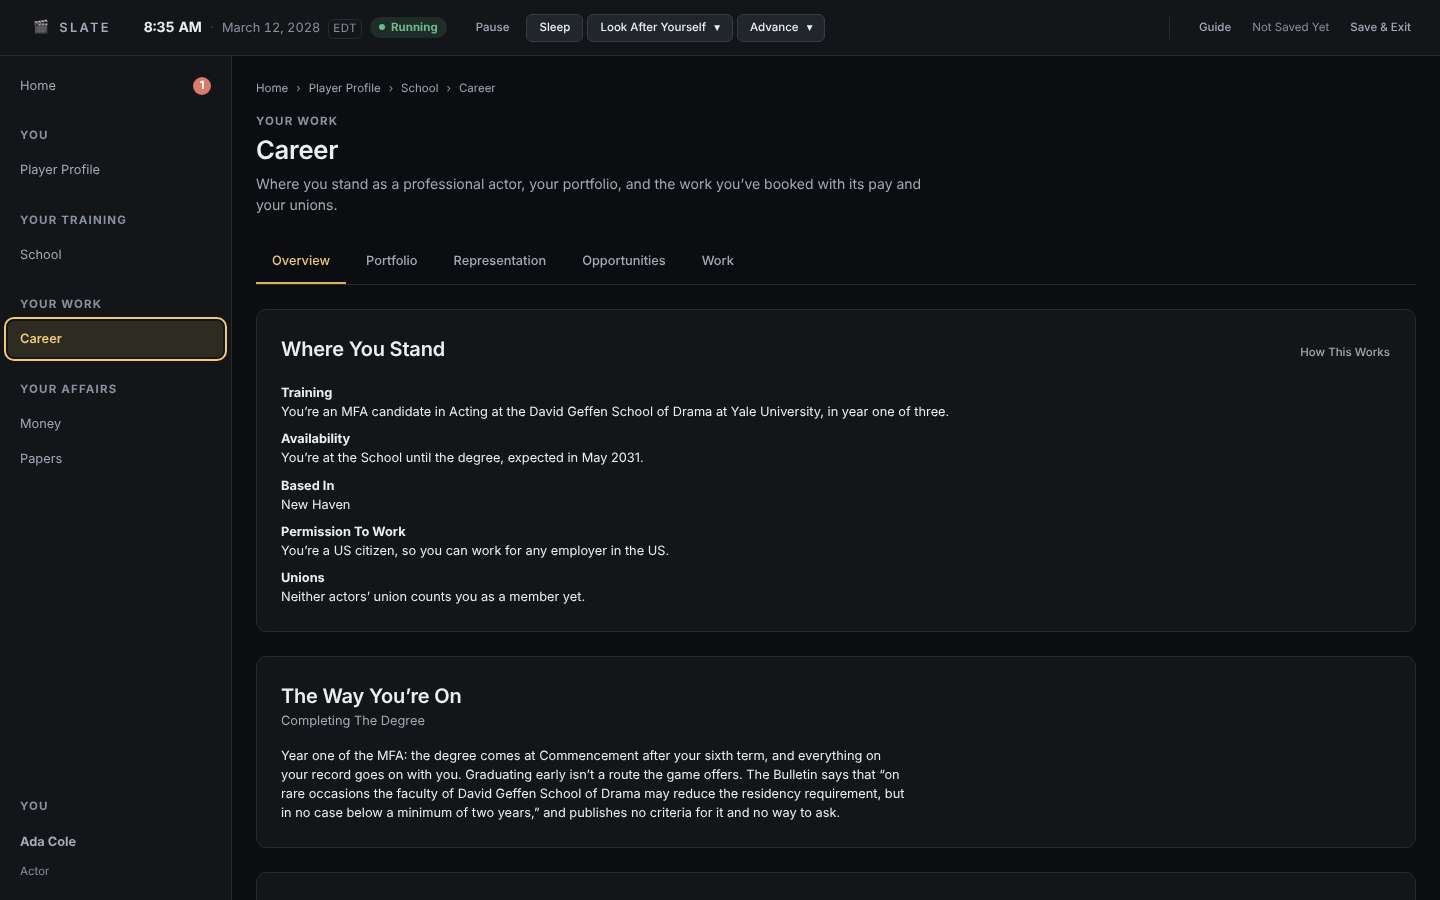 SLATE
8:35 AM · March 12, 2028 EDT Running Pause Sleep Look After Yourself ▾ Advance ▾ Guide Not Saved Yet Save & Exit
Home 1
YOU
Player Profile
YOUR TRAINING
School
YOUR WORK
Career
YOUR AFFAIRS
Money
Papers
YOU
Ada Cole
Actor
Home › Player Profile › School › Career
YOUR WORK
Career
Where you stand as a professional actor, your portfolio, and the work you’ve booked with its pay and
your unions.
Overview Portfolio Representation Opportunities Work
Where You Stand
How This Works
Training
You’re an MFA candidate in Acting at the David Geffen School of Drama at Yale University, in year one of three.
Availability
You’re at the School until the degree, expected in May 2031.
Based In
New Haven
Permission To Work
You’re a US citizen, so you can work for any employer in the US.
Unions
Neither actors’ union counts you as a member yet.
The Way You’re On
Completing The Degree
Year one of the MFA: the degree comes at Commencement after your sixth term, and everything on
your record goes on with you. Graduating early isn’t a route the game offers. The Bulletin says that “on
rare occasions the faculty of David Geffen School of Drama may reduce the residency requirement, but
in no case below a minimum of two years,” and publishes no criteria for it and no way to ask.